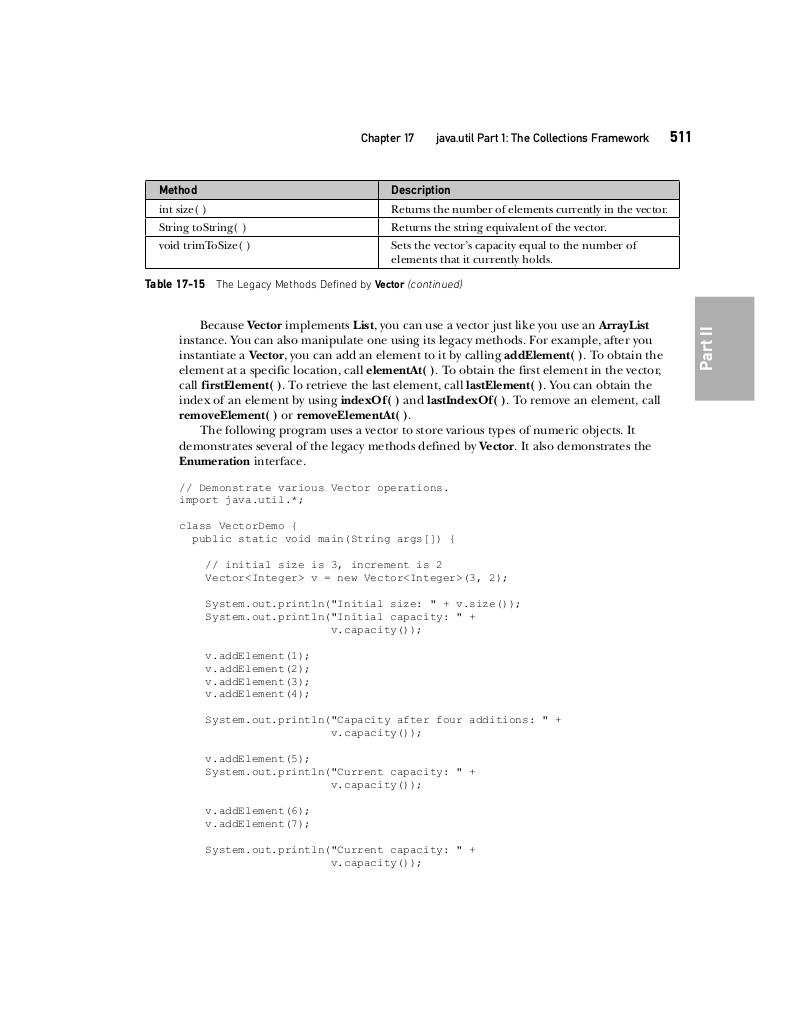 Chapter 17 java.util Part 1: The Collections Framework 511
Method Description
int size( ) Returns the number of elements currently in the vector.
String toString( ) Returns the string equivalent of the vector.
void trimToSize( ) Sets the vector's capacity equal to the number of
elements that it currently holds.
Table 17-15 The Legacy Methods Defined by Vector (continued)
Because Vector implements List, you can use a vector just like you use an ArrayList
instance. You can also manipulate one using its legacy methods. For example, after you
instantiate a Vector, you can add an element to it by calling addElement( ). To obtain the
element at a specific location, call elementAt( ). To obtain the first element in the vector,
call firstElement( ). To retrieve the last element, call lastElement( ). You can obtain the
index of an element by using indexOf( ) and lastIndexOf( ). To remove an element, call
removeElement( ) or removeElementAt( ).
The following program uses a vector to store various types of numeric objects. It
demonstrates several of the legacy methods defined by Vector. It also demonstrates the
Enumeration interface.
// Demonstrate various Vector operations.
import java.util.*;
class VectorDemo {
public static void main(String args[]) {
// initial size is 3, increment is 2
Vector<Integer> v = new Vector<Integer>(3, 2);
System.out.println("Initial size: " + v.size());
System.out.println("Initial capacity: " +
v.capacity());
v.addElement(1);
v.addElement(2);
v.addElement(3);
v.addElement(4);
System.out.println("Capacity after four additions: " +
v.capacity());
v.addElement(5);
System.out.println("Current capacity: " +
v.capacity());
v.addElement(6);
v.addElement(7);
System.out.println("Current capacity: " +
v.capacity());
Part II